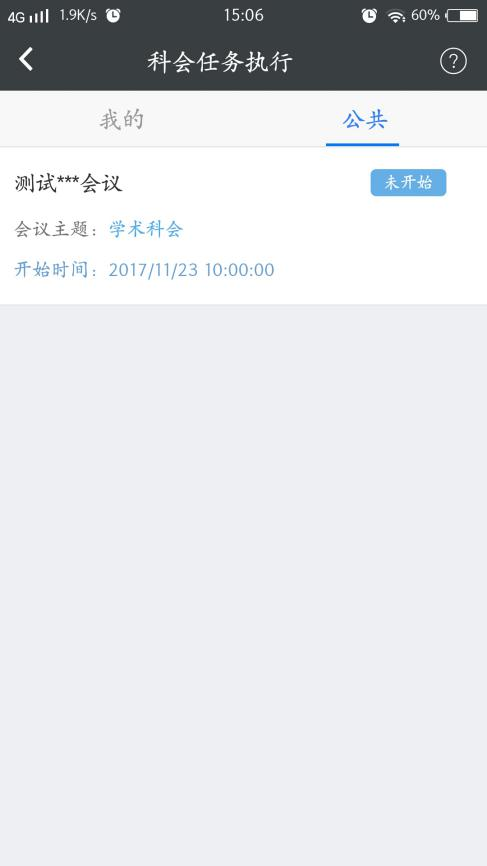 4G 1.9K/s 15:06 60%
科会任务执行 ?
我的 公共
测试***会议 未开始
会议主题：学术科会
开始时间：2017/11/23 10:00:00